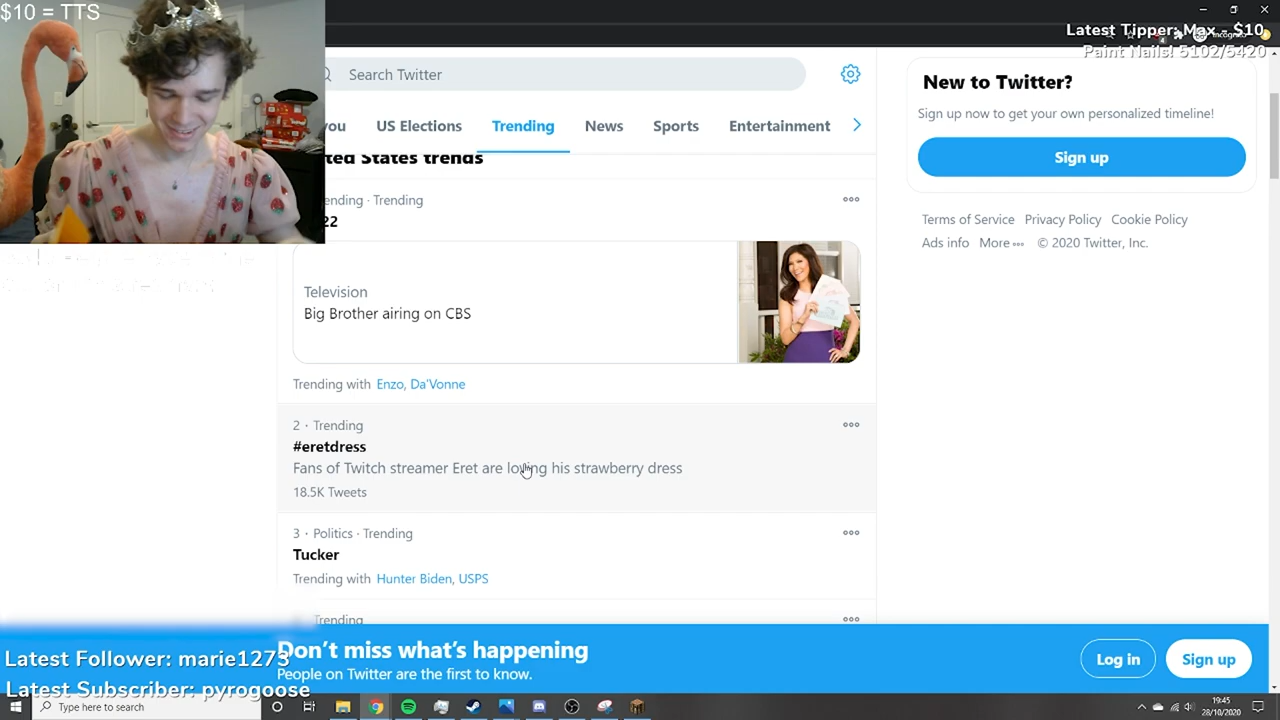 $10 = TTS
Latest Tipper: Max - $10
Paint Nails! 5102/5420
Search Twitter
you
US Elections
Trending
News
Sports
Entertainment
ted States trends
ending · Trending
22
Television
Big Brother airing on CBS
Trending with Enzo, Da'Vonne
2 · Trending
#eretdress
Fans of Twitch streamer Eret are loving his strawberry dress
18.5K Tweets
3 · Politics · Trending
Tucker
Trending with Hunter Biden, USPS
Trending
New to Twitter?
Sign up now to get your own personalized timeline!
Sign up
Terms of Service Privacy Policy Cookie Policy
Ads info More ••• © 2020 Twitter, Inc.
Don't miss what's happening
People on Twitter are the first to know.
Log in
Sign up
Latest Follower: marie1273
Latest Subscriber: pyrogoose
Type here to search
19:45
28/10/2020